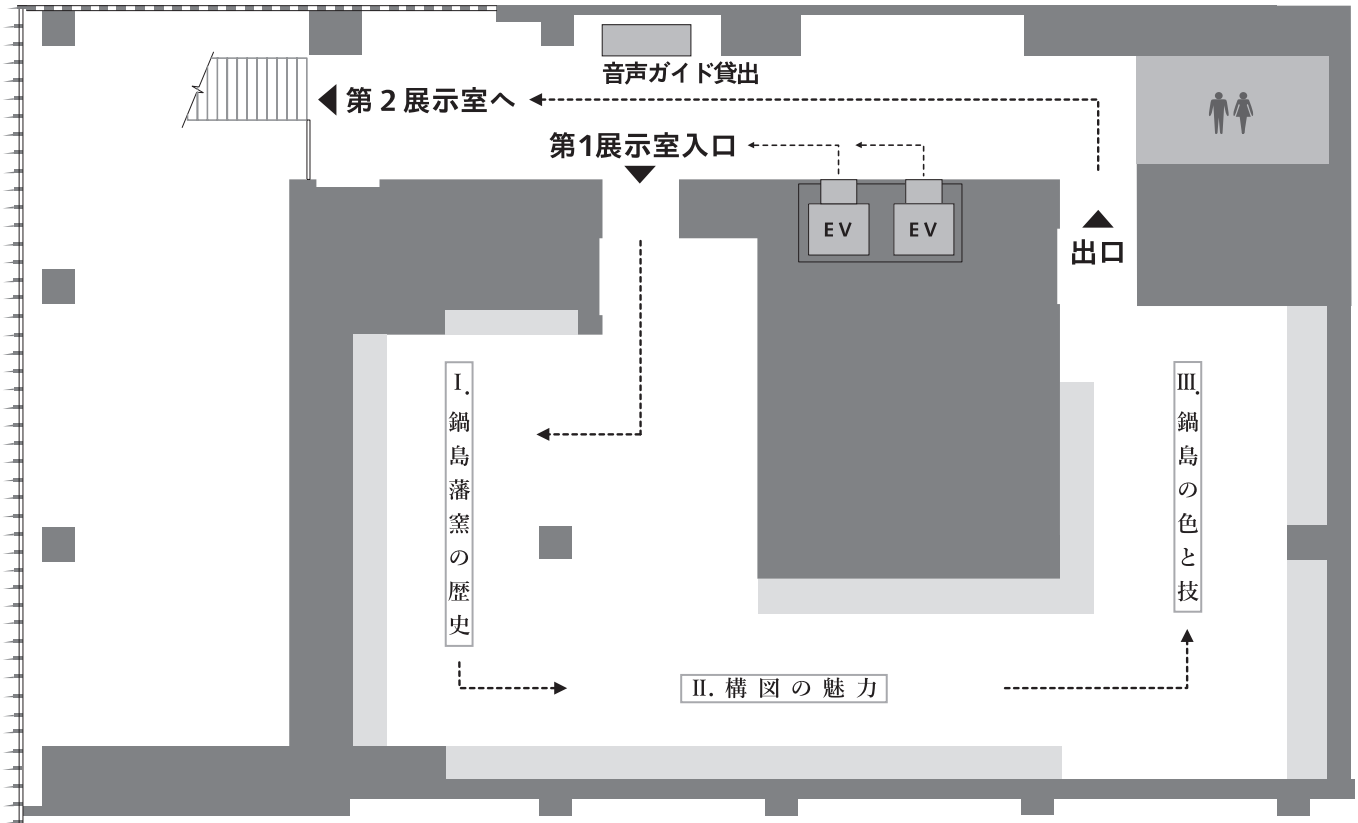 音声ガイド貸出
第2展示室へ
第1展示室入口
EV
EV
出口
Ⅰ.鍋島藩窯の歴史
Ⅱ.構図の魅力
Ⅲ.鍋島の色と技